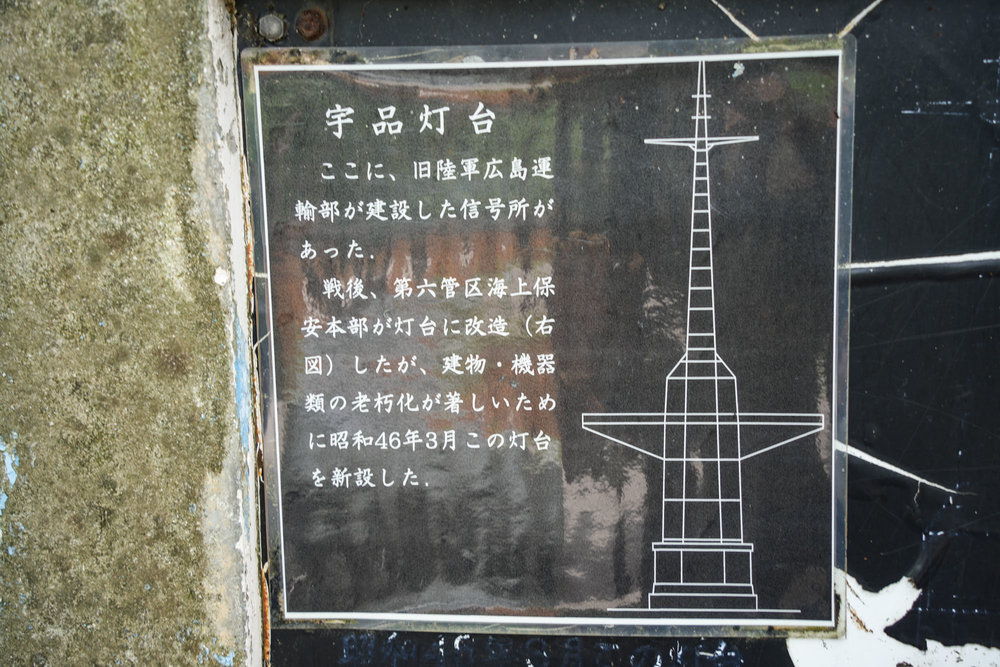 宇品灯台
ここに、旧陸軍広島運
輸部が建設した信号所が
あった.
戦後、第六管区海上保
安本部が灯台に改造（右
図）したが、建物・機器
類の老朽化が著しいため
に昭和46年3月この灯台
を新設した.